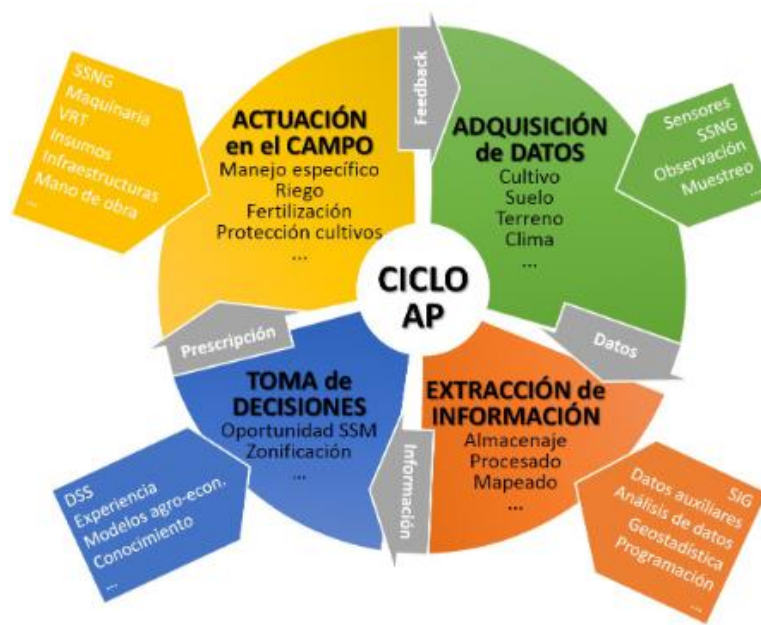 CICLO
AP
Feedback
ADQUISICIÓN
de DATOS
Cultivo
Suelo
Terreno
Clima
...
Sensores
SSNG
Observación
Muestreo
...
Datos
EXTRACCIÓN de
INFORMACIÓN
Almacenaje
Procesado
Mapeado
...
SIG
Datos auxiliares
Análisis de datos
Geostadística
Programación
...
Información
TOMA de
DECISIONES
Oportunidad SSM
Zonificación
...
DSS
Experiencia
Modelos agro-econ.
Conocimiento
...
Prescripción
ACTUACIÓN
en el CAMPO
Manejo específico
Riego
Fertilización
Protección cultivos
...
SSNG
Maquinaria
VRT
Insumos
Infraestructuras
Mano de obra
...